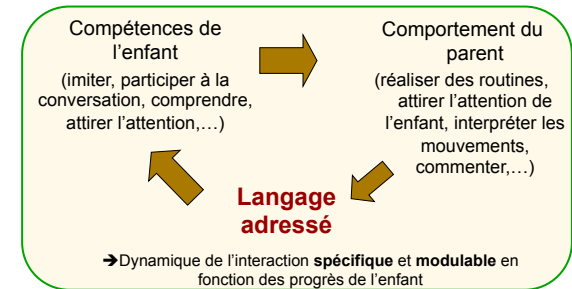 Compétences de
l’enfant
(imiter, participer à la
conversation, comprendre,
attirer l’attention,…)
Comportement du
parent
(réaliser des routines,
attirer l’attention de
l’enfant, interpréter les
mouvements,
commenter,…)
Langage
adressé
➔Dynamique de l’interaction spécifique et modulable en
fonction des progrès de l’enfant